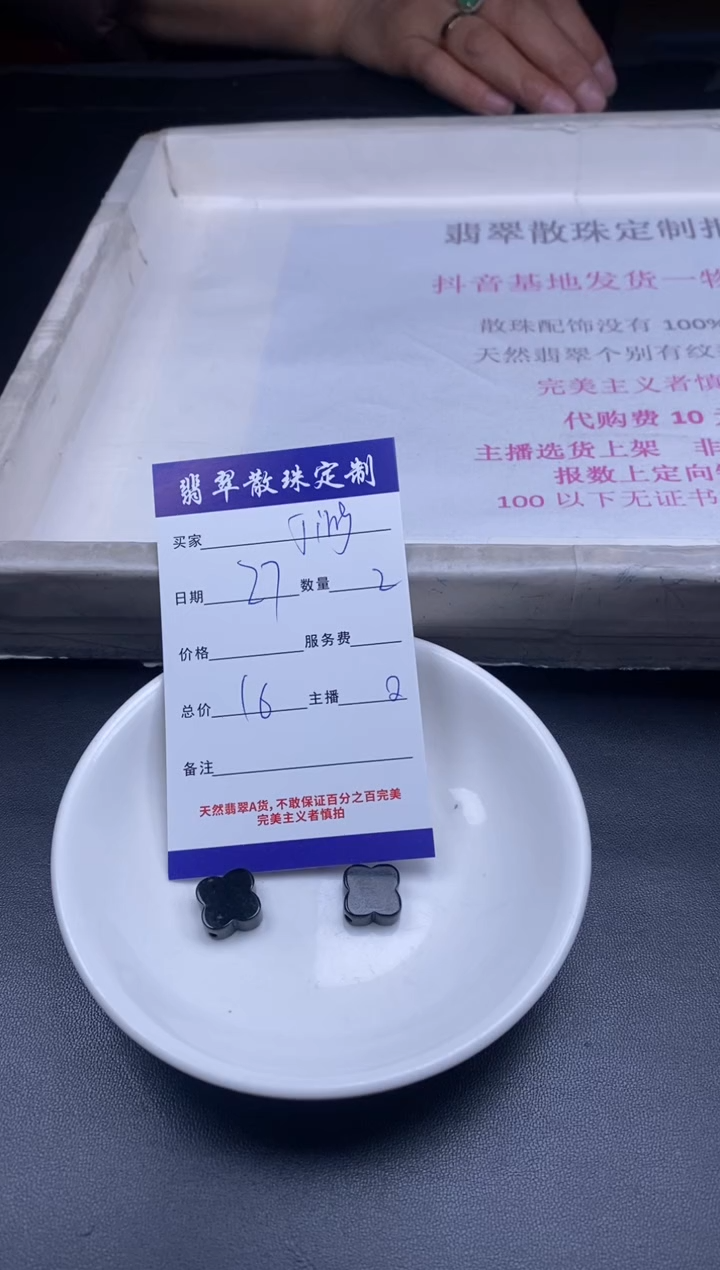 翡翠散珠定制
抖音基地发货一物
散珠配饰没有 100%
天然翡翠个别有纹
完美主义者慎
代购费 10
主播选货上架 非
报数上定向
100 以下无证书
翡翠散珠定制
买家
日期 27 数量 2
价格 服务费
总价 16 主播
备注
天然翡翠A货，不敢保证百分之百完美
完美主义者慎拍